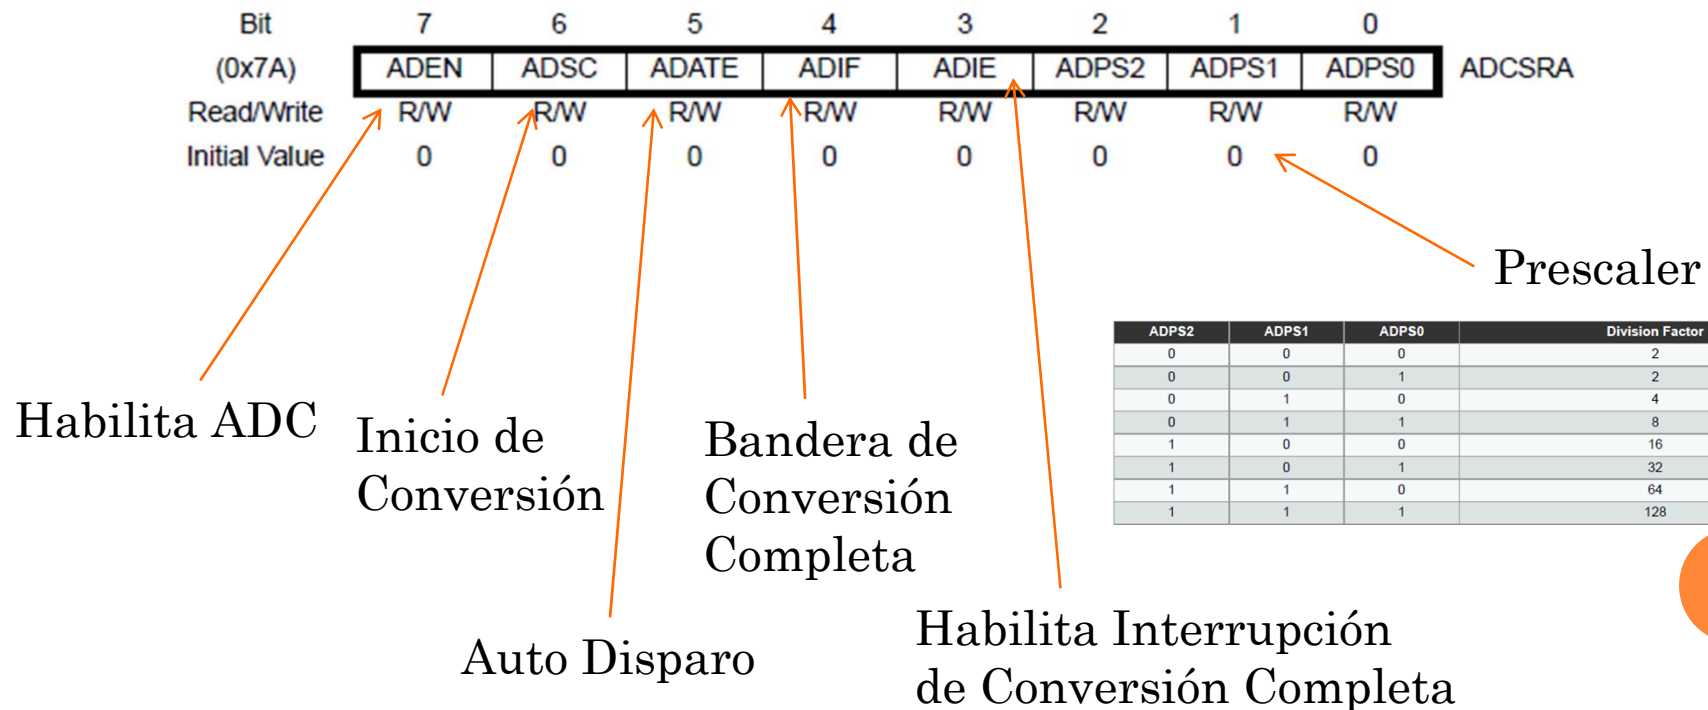 Bit 7 6 5 4 3 2 1 0
(0x7A) ADEN ADSC ADATE ADIF ADIE ADPS2 ADPS1 ADPS0 ADCSRA
Read/Write R/W R/W R/W R/W R/W R/W R/W R/W
Initial Value 0 0 0 0 0 0 0 0
Prescaler
ADPS2 ADPS1 ADPS0 Division Factor
0 0 0 2
0 0 1 2
0 1 0 4
0 1 1 8
1 0 0 16
1 0 1 32
1 1 0 64
1 1 1 128
Habilita ADC
Inicio de
Conversión
Bandera de
Conversión
Completa
Auto Disparo
Habilita Interrupción
de Conversión Completa